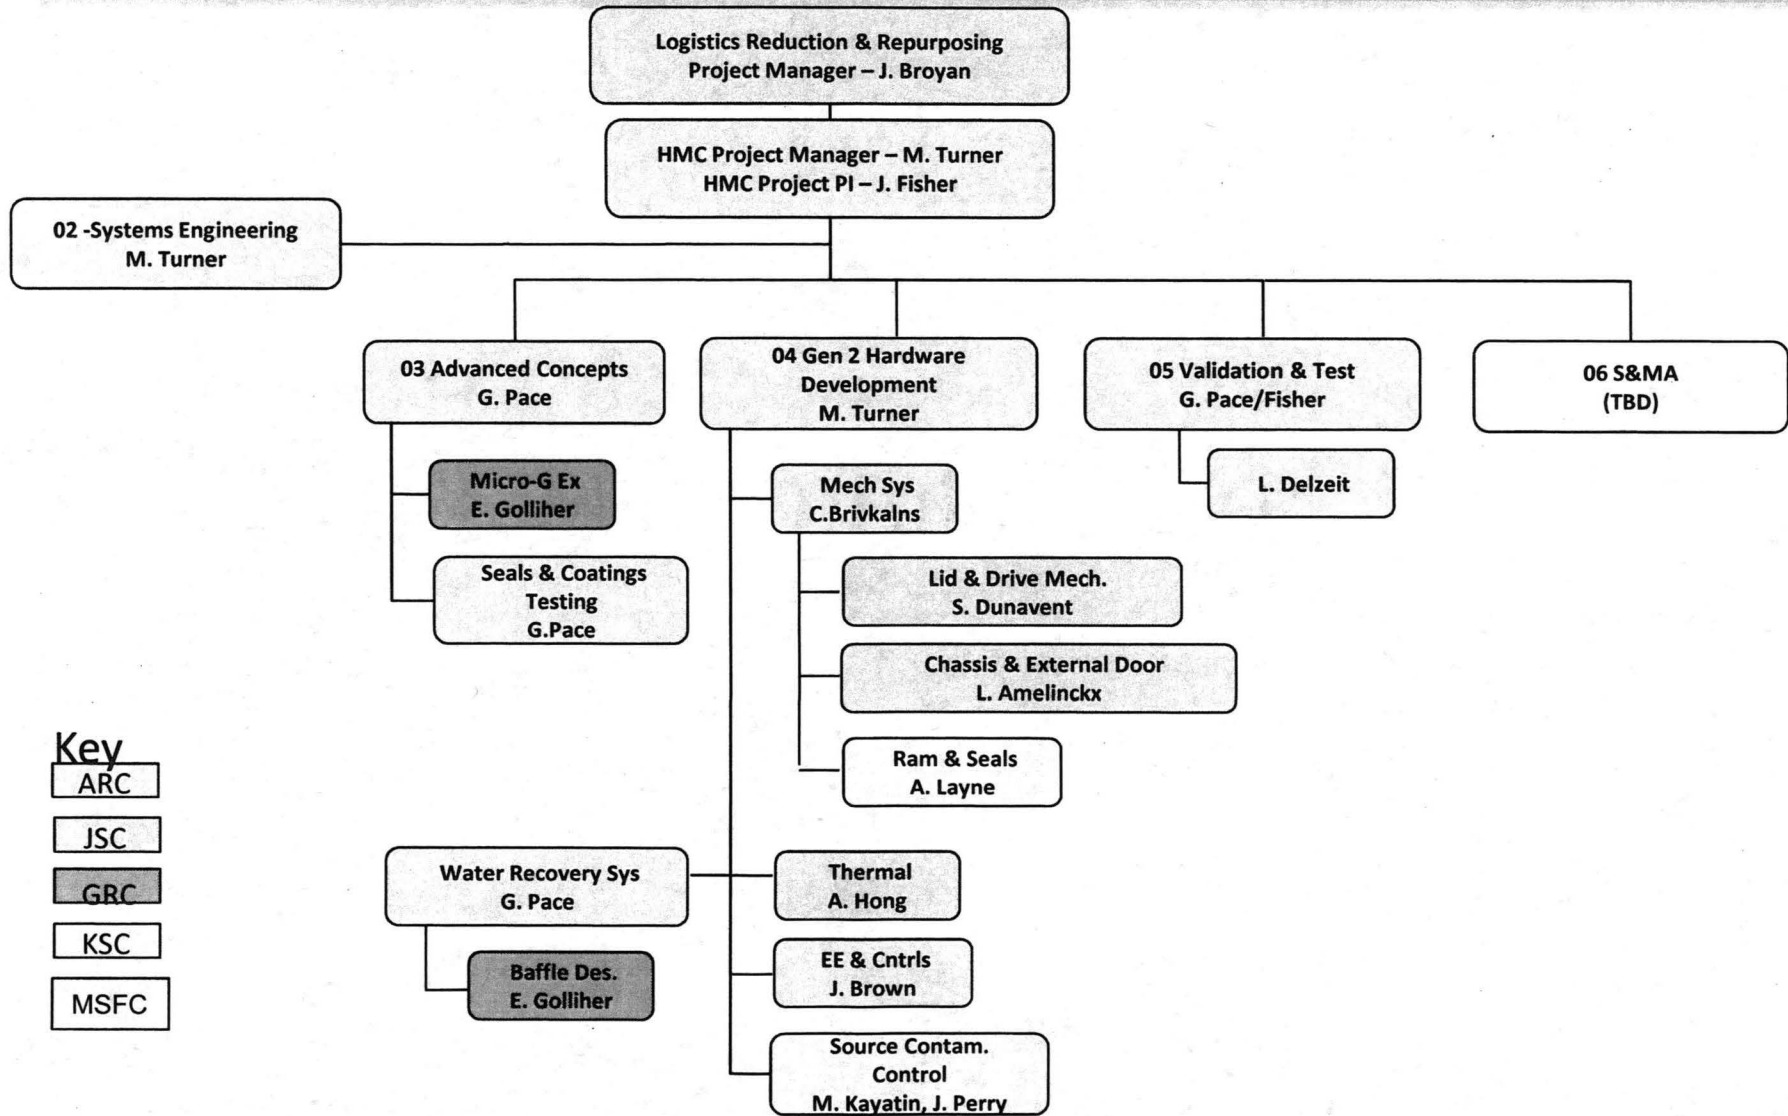 Logistics Reduction & Repurposing
Project Manager – J. Broyan
HMC Project Manager – M. Turner
HMC Project PI – J. Fisher
02 -Systems Engineering
M. Turner
03 Advanced Concepts
G. Pace
04 Gen 2 Hardware
Development
M. Turner
05 Validation & Test
G. Pace/Fisher
06 S&MA
(TBD)
Micro-G Ex
E. Golliher
Seals & Coatings
Testing
G.Pace
Mech Sys
C.Brivkalns
L. Delzeit
Lid & Drive Mech.
S. Dunavent
Chassis & External Door
L. Amelinckx
Ram & Seals
A. Layne
Water Recovery Sys
G. Pace
Baffle Des.
E. Golliher
Thermal
A. Hong
EE & Cntrls
J. Brown
Source Contam.
Control
M. Kayatin, J. Perry
Key
ARC
JSC
GRC
KSC
MSFC